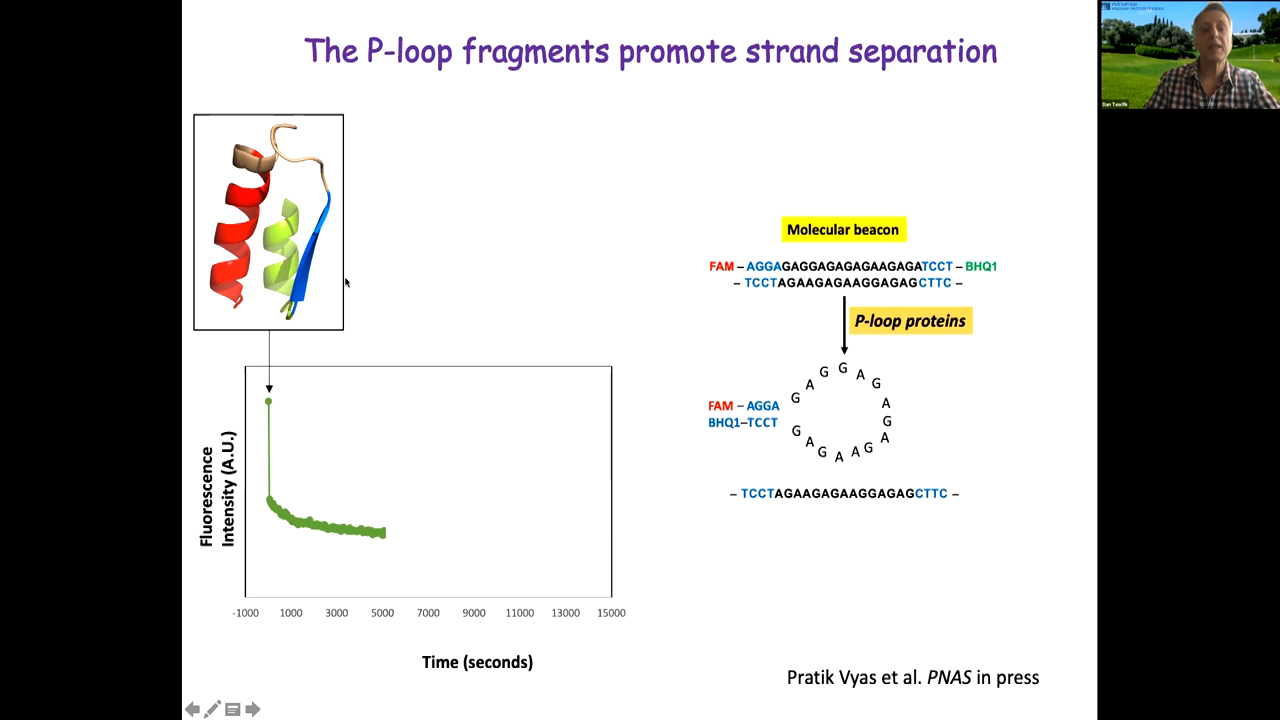 The P-loop fragments promote strand separation
Dan Tawfik
Molecular beacon
FAM – AGGAGAGGAGAGAGAAGAGATCCT – BHQ1
– TCCTAGAAGAGAAGGAGAGCTTC –
P-loop proteins
G G A G A G A G A A G A G A G
FAM – AGGA
BHQ1–TCCT
– TCCTAGAAGAGAAGGAGAGCTTC –
Fluorescence
Intensity (A.U.)
-1000 1000 3000 5000 7000 9000 11000 13000 15000
Time (seconds)
Pratik Vyas et al. PNAS in press